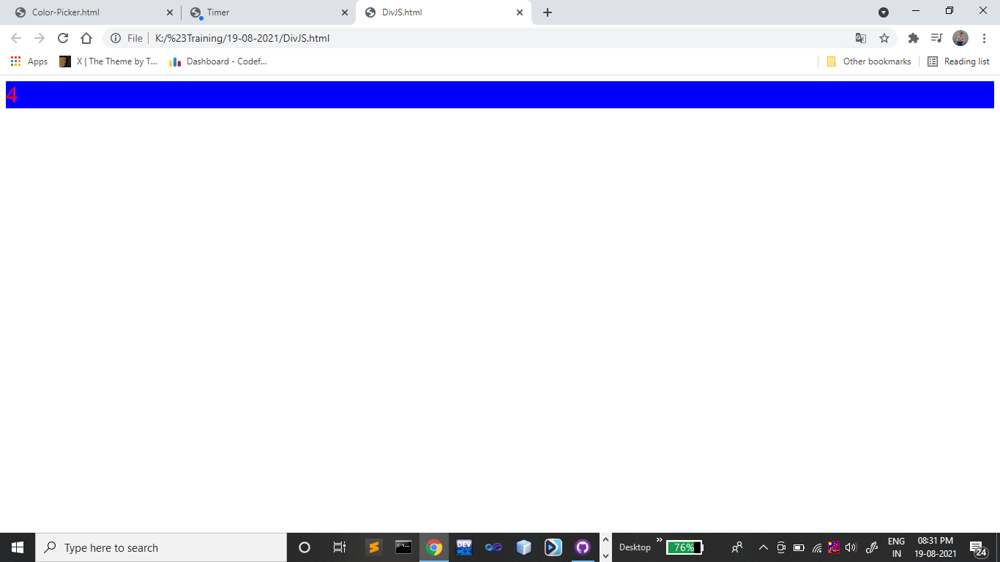 Color-Picker.html
Timer
DivJS.html
File
K:/%23Training/19-08-2021/DivJS.html
Apps
X | The Theme by T...
Dashboard - Codef...
Other bookmarks
Reading list
4
Type here to search
DEV
Desktop
»
76%
ENG
IN
08:31 PM
19-08-2021
24